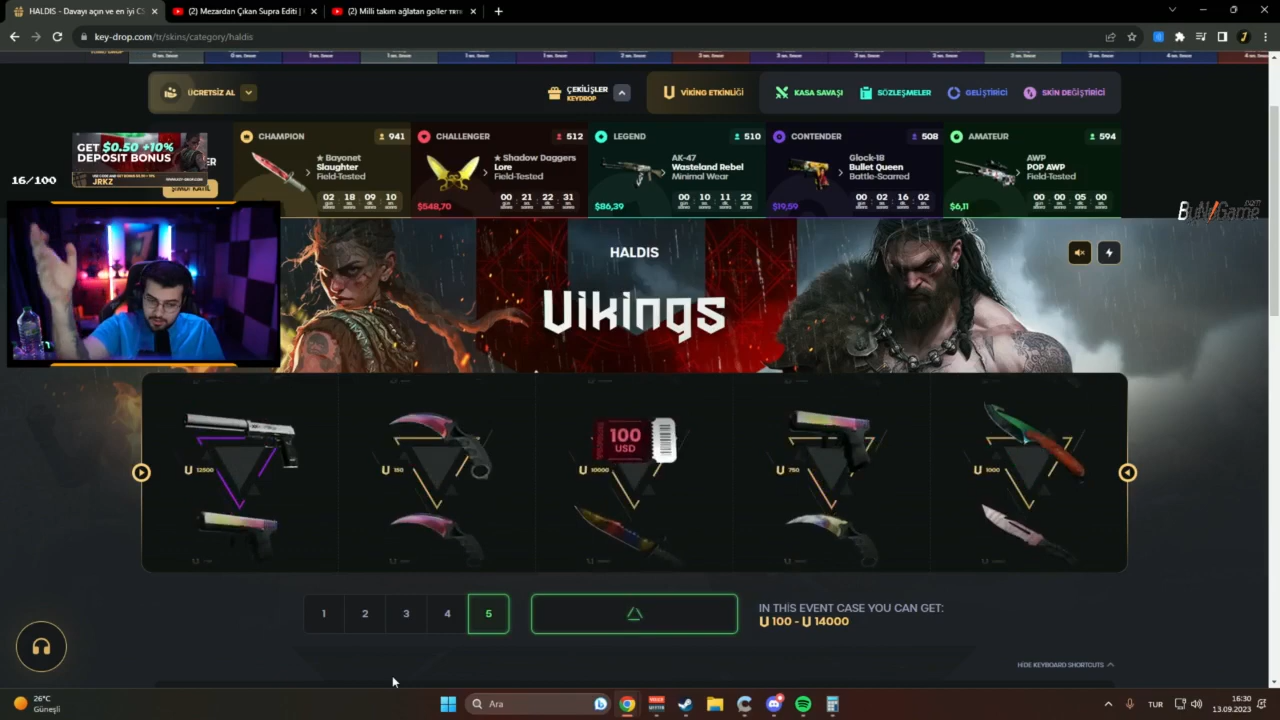 HALDIS - Davayı açın ve en iyi CS
(2) Mezardan Çıkan Supra Editi |
(2) Milli takım ağlatan goller
key-drop.com/tr/skins/category/haldis
ÜCRETSİZ AL
ÇEKİLİŞLER
KEYDROP
VİKİNG ETKİNLİĞİ
KASA SAVAŞI
SÖZLEŞMELER
GELİŞTİRİCİ
SKIN DEĞİŞTİRİCİ
GET $0.50 +10%
DEPOSIT BONUS
JRKZ
16/100
CHAMPION
941
★ Bayonet
Slaughter
Field-Tested
02 18 09 10
CHALLENGER
512
★ Shadow Daggers
Lore
Field-Tested
$548,70
00 21 22 31
LEGEND
510
AK-47
Wasteland Rebel
Minimal Wear
$86,39
00 10 11 22
CONTENDER
508
Glock-18
Bullet Queen
Battle-Scarred
$19,59
00 02 16 02
AMATEUR
594
AWP
POP AWP
Field-Tested
$6,11
00 00 05 00
HALDIS
Vikings
U 12500
U 150
100
USD
U 10000
U 750
U 1000
1 2 3 4 5
IN THIS EVENT CASE YOU CAN GET:
U 100 - U 14000
HIDE KEYBOARD SHORTCUTS
26°C
Güneşli
Ara
TUR
16:30
13.09.2023